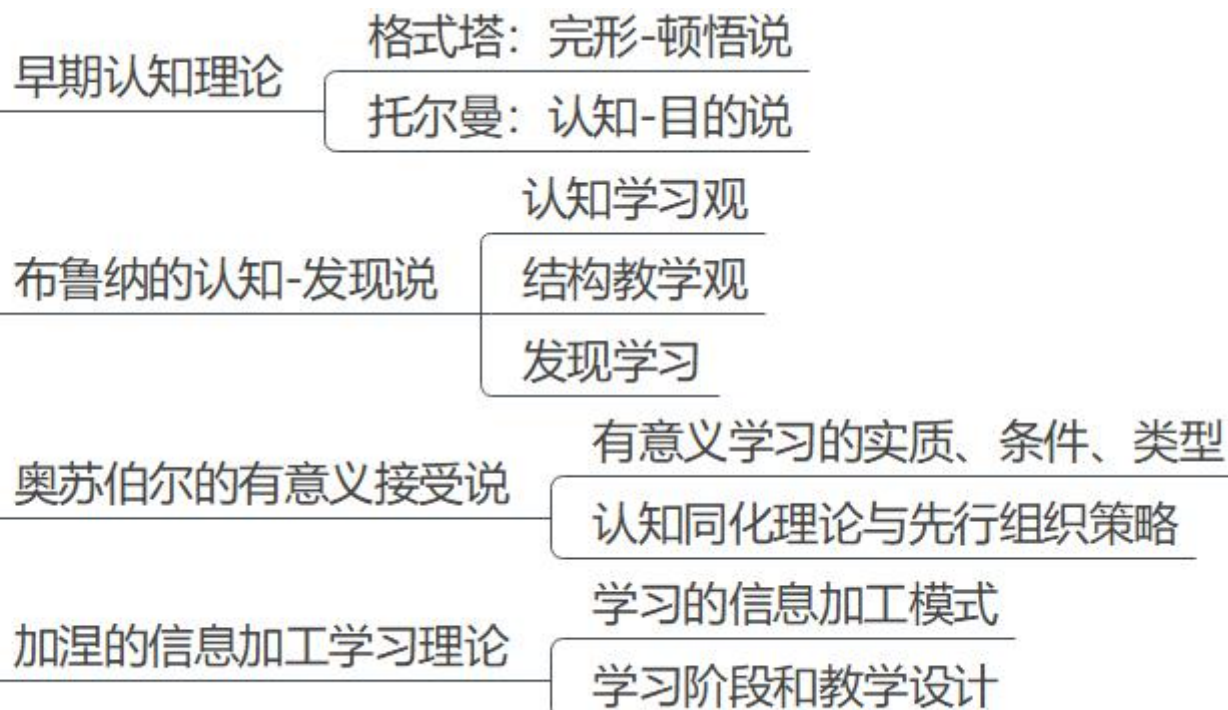 早期认知理论
格式塔：完形-顿悟说
托尔曼：认知-目的说
布鲁纳的认知-发现说
认知学习观
结构教学观
发现学习
奥苏伯尔的有意义接受说
有意义学习的实质、条件、类型
认知同化理论与先行组织策略
加涅的信息加工学习理论
学习的信息加工模式
学习阶段和教学设计